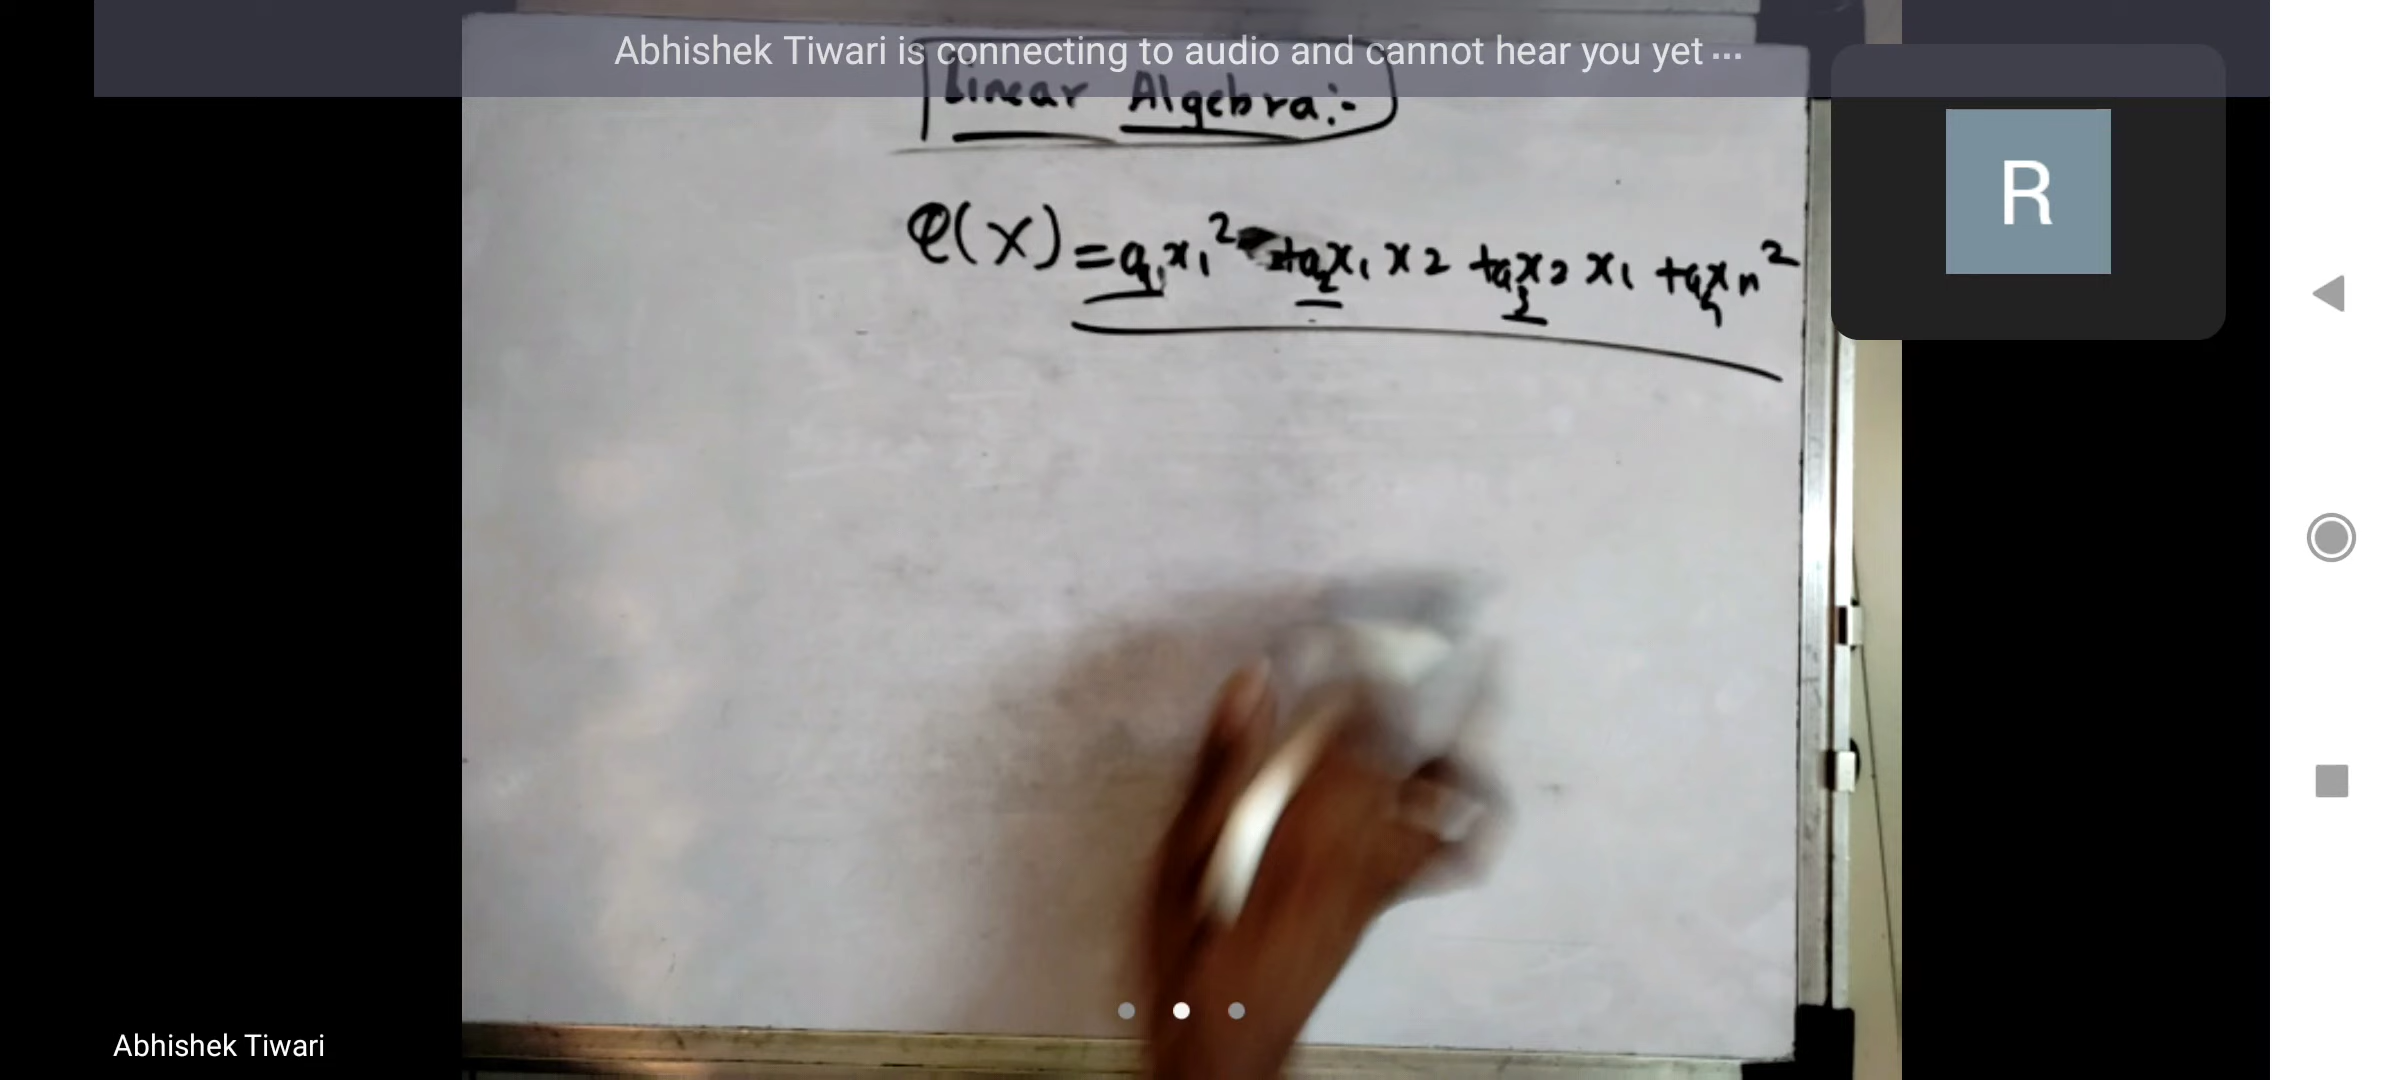 Abhishek Tiwari is connecting to audio and cannot hear you yet ...
Linear Algebra:-
R
Q(X) = a₁x₁² + a₂x₁x₂ + a₃x₂x₁ + a₄xₙ²
Abhishek Tiwari